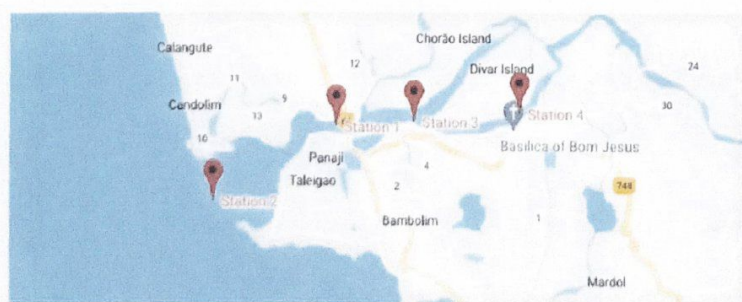 Chorão Island
Calangute
12
Divar Island
24
11
9
Candolim
13
30
Station 1
Station 3
Station 4
10
Basilica of Bom Jesus
Panaji
4
Taleigao
2
748
Station 2
Bambolim
1
Mardol